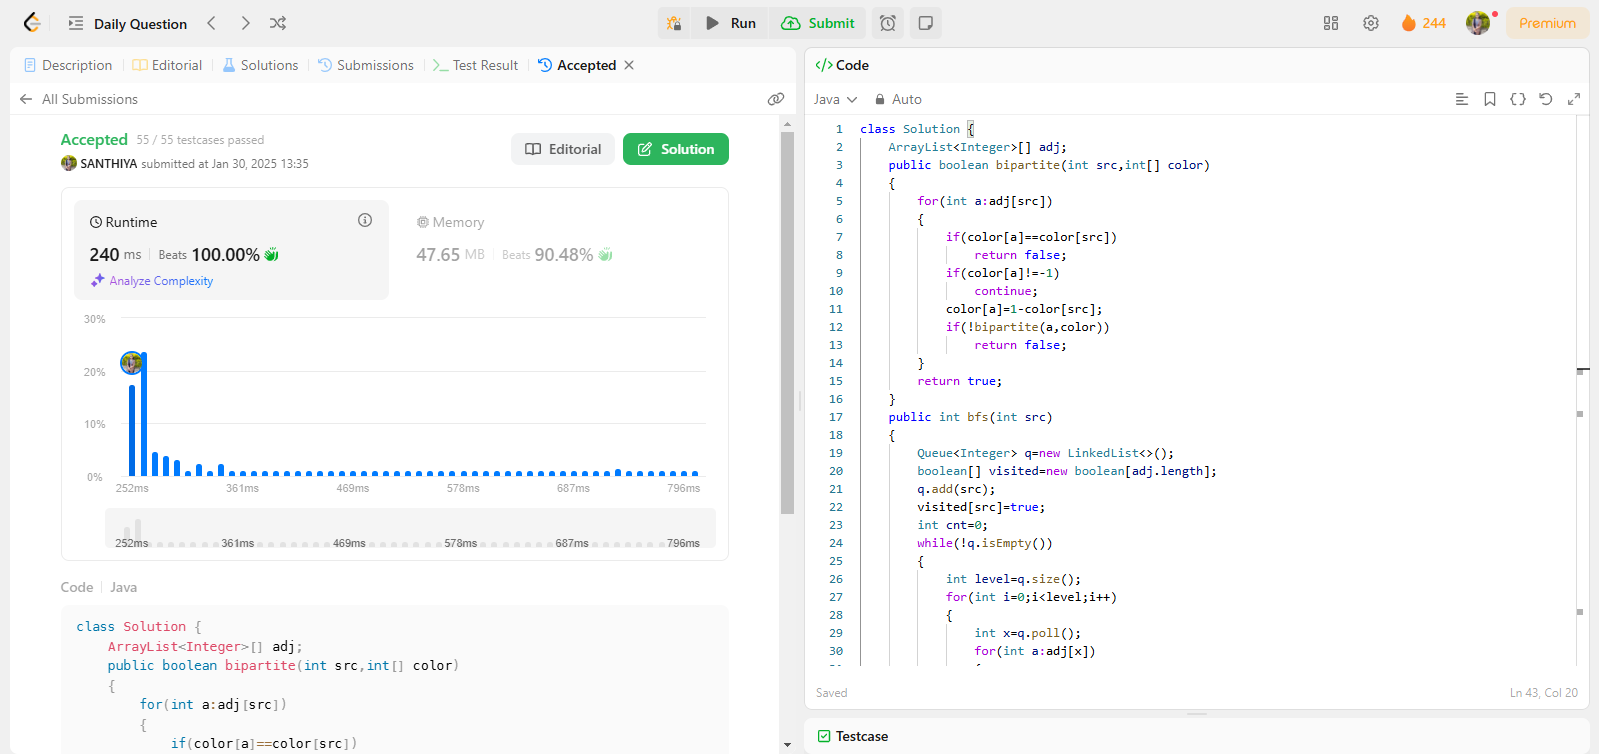 Daily Question
Run
Submit
244
Premium
Description
Editorial
Solutions
Submissions
Test Result
Accepted
All Submissions
Accepted 55 / 55 testcases passed
SANTHIYA submitted at Jan 30, 2025 13:35
Editorial
Solution
Runtime
240 ms Beats 100.00%
Analyze Complexity
Memory
47.65 MB Beats 90.48%
30%
20%
10%
0%
252ms 361ms 469ms 578ms 687ms 796ms
252ms 361ms 469ms 578ms 687ms 796ms
Code Java
class Solution {
ArrayList<Integer>[] adj;
public boolean bipartite(int src,int[] color)
{
for(int a:adj[src])
{
if(color[a]==color[src])
</> Code
Java
Auto
1 class Solution {
2 ArrayList<Integer>[] adj;
3 public boolean bipartite(int src,int[] color)
4 {
5 for(int a:adj[src])
6 {
7 if(color[a]==color[src])
8 return false;
9 if(color[a]!=-1)
10 continue;
11 color[a]=1-color[src];
12 if(!bipartite(a,color))
13 return false;
14 }
15 return true;
16 }
17 public int bfs(int src)
18 {
19 Queue<Integer> q=new LinkedList<>();
20 boolean[] visited=new boolean[adj.length];
21 q.add(src);
22 visited[src]=true;
23 int cnt=0;
24 while(!q.isEmpty())
25 {
26 int level=q.size();
27 for(int i=0;i<level;i++)
28 {
29 int x=q.poll();
30 for(int a:adj[x])
Saved
Ln 43, Col 20
Testcase